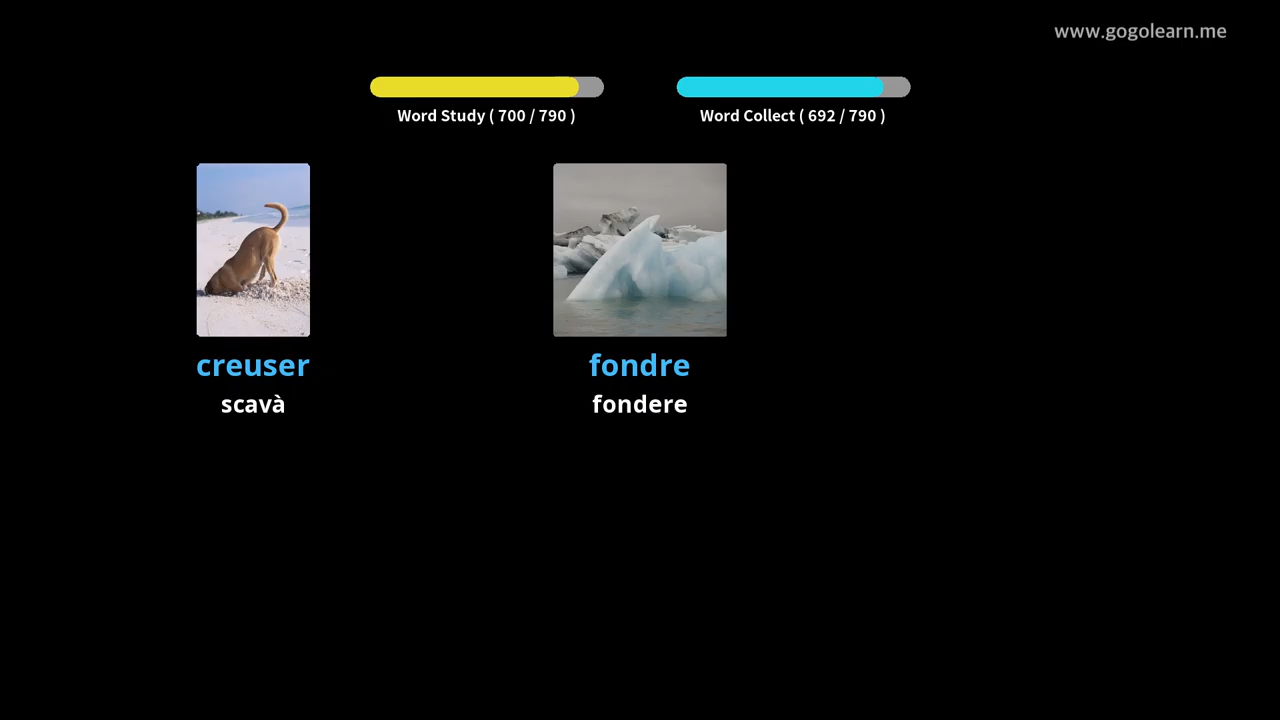 www.gogolearn.me
Word Study ( 700 / 790 )
Word Collect ( 692 / 790 )
creuser
scavà
fondre
fondere